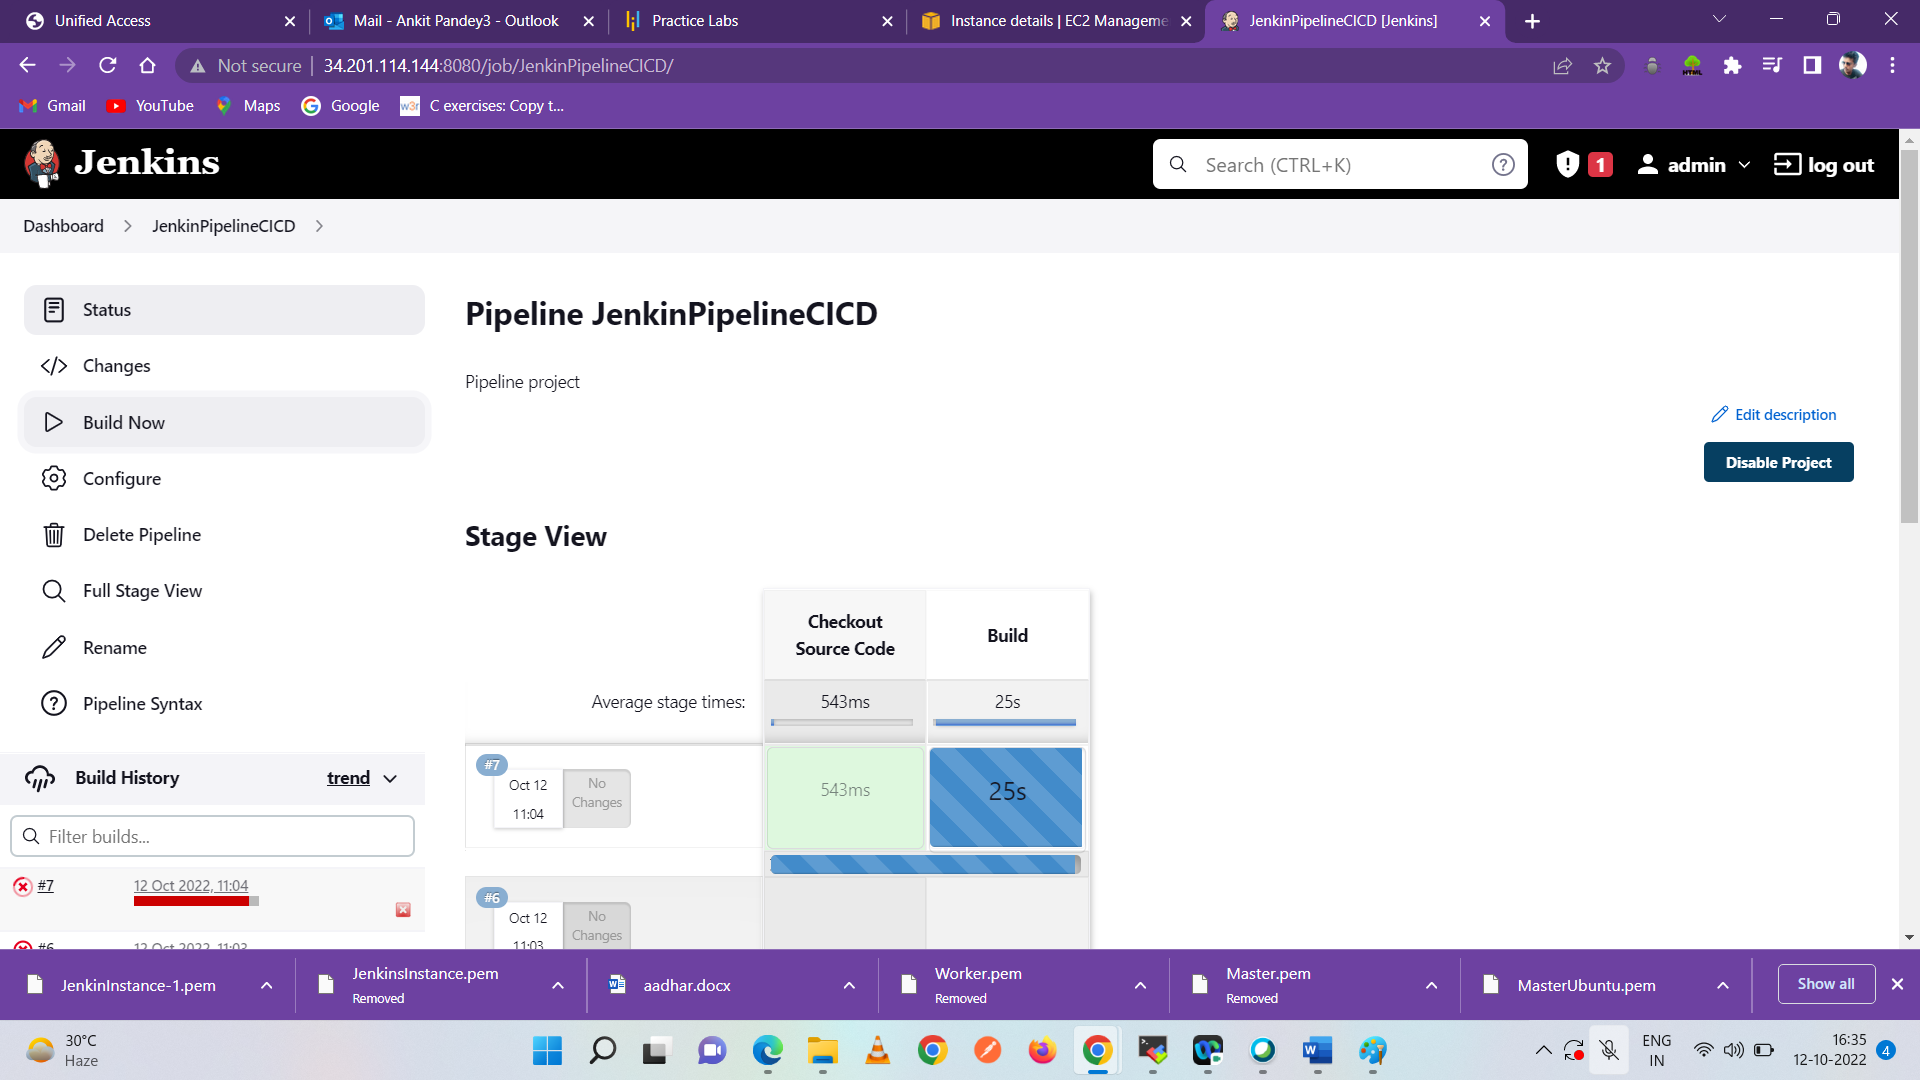 Unified Access
Mail - Ankit Pandey3 - Outlook
Practice Labs
Instance details | EC2 Manageme
JenkinPipelineCICD [Jenkins]
Not secure
34.201.114.144:8080/job/JenkinPipelineCICD/
Gmail
YouTube
Maps
Google
w3r
C exercises: Copy t...
Jenkins
Search (CTRL+K)
1
admin
log out
Dashboard
JenkinPipelineCICD
Status
Changes
Build Now
Configure
Delete Pipeline
Full Stage View
Rename
Pipeline Syntax
Build History
trend
Filter builds...
#7
12 Oct 2022, 11:04
#6
12 Oct 2022, 11:03
Pipeline JenkinPipelineCICD
Pipeline project
Edit description
Disable Project
Stage View
Checkout
Source Code
Build
Average stage times:
543ms
25s
#7
Oct 12
11:04
No
Changes
543ms
25s
#6
Oct 12
11:03
No
Changes
JenkinInstance-1.pem
JenkinsInstance.pem
Removed
aadhar.docx
Worker.pem
Removed
Master.pem
Removed
MasterUbuntu.pem
Show all
30°C
Haze
ENG
IN
16:35
12-10-2022
4